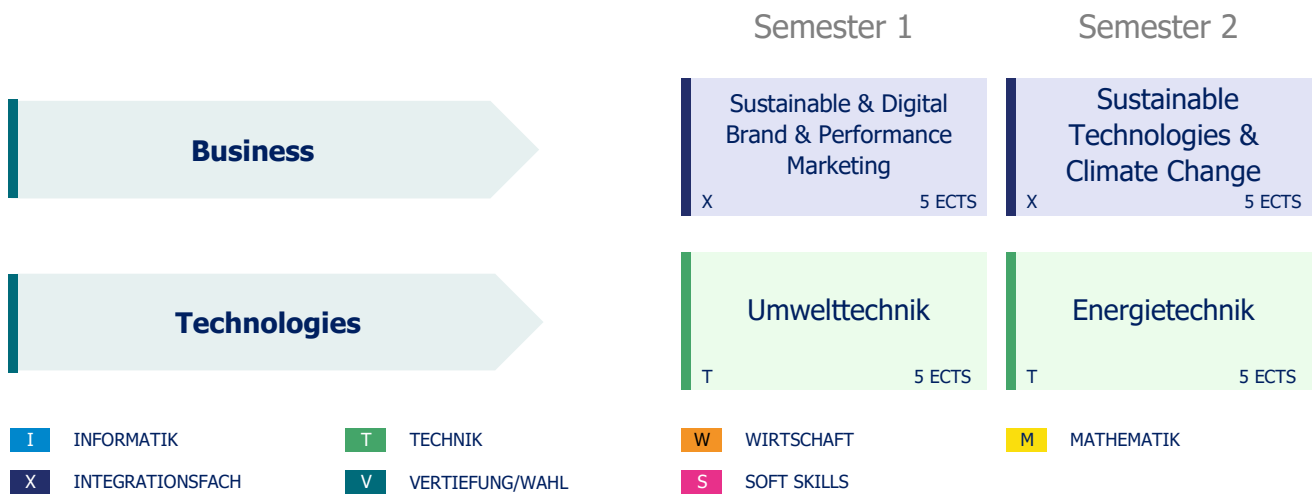 Semester 1
Semester 2
Business
Sustainable & Digital
Brand & Performance
Marketing
X
5 ECTS
Sustainable
Technologies &
Climate Change
X
5 ECTS
Technologies
Umwelttechnik
T
5 ECTS
Energietechnik
T
5 ECTS
I INFORMATIK
T TECHNIK
W WIRTSCHAFT
M MATHEMATIK
X INTEGRATIONSFACH
V VERTIEFUNG/WAHL
S SOFT SKILLS